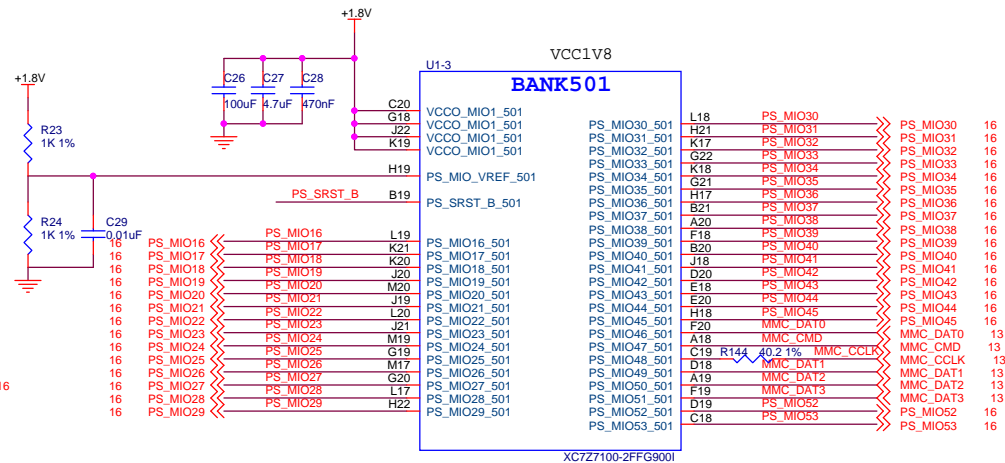 +1.8V
VCC1V8
U1-3
BANK501
+1.8V
C26 C27 C28
100uF 4.7uF 470nF
R23
1K 1%
R24
1K 1%
C29
0.01uF
C20 VCCO_MIO1_501
G18 VCCO_MIO1_501
J22 VCCO_MIO1_501
K19 VCCO_MIO1_501
H19 PS_MIO_VREF_501
PS_SRST_B B19 PS_SRST_B_501
16 PS_MIO16 PS_MIO16 L19 PS_MIO16_501
16 PS_MIO17 PS_MIO17 K21 PS_MIO17_501
16 PS_MIO18 PS_MIO18 K20 PS_MIO18_501
16 PS_MIO19 PS_MIO19 J20 PS_MIO19_501
16 PS_MIO20 PS_MIO20 M20 PS_MIO20_501
16 PS_MIO21 PS_MIO21 J19 PS_MIO21_501
16 PS_MIO22 PS_MIO22 L20 PS_MIO22_501
16 PS_MIO23 PS_MIO23 J21 PS_MIO23_501
16 PS_MIO24 PS_MIO24 M19 PS_MIO24_501
16 PS_MIO25 PS_MIO25 G19 PS_MIO25_501
16 PS_MIO26 PS_MIO26 M17 PS_MIO26_501
16 PS_MIO27 PS_MIO27 G20 PS_MIO27_501
16 PS_MIO28 PS_MIO28 L17 PS_MIO28_501
16 PS_MIO29 PS_MIO29 H22 PS_MIO29_501
16
PS_MIO30_501 L18 PS_MIO30 PS_MIO30 16
PS_MIO31_501 H21 PS_MIO31 PS_MIO31 16
PS_MIO32_501 K17 PS_MIO32 PS_MIO32 16
PS_MIO33_501 G22 PS_MIO33 PS_MIO33 16
PS_MIO34_501 K18 PS_MIO34 PS_MIO34 16
PS_MIO35_501 G21 PS_MIO35 PS_MIO35 16
PS_MIO36_501 H17 PS_MIO36 PS_MIO36 16
PS_MIO37_501 B21 PS_MIO37 PS_MIO37 16
PS_MIO38_501 A20 PS_MIO38 PS_MIO38 16
PS_MIO39_501 F18 PS_MIO39 PS_MIO39 16
PS_MIO40_501 B20 PS_MIO40 PS_MIO40 16
PS_MIO41_501 J18 PS_MIO41 PS_MIO41 16
PS_MIO42_501 D20 PS_MIO42 PS_MIO42 16
PS_MIO43_501 E18 PS_MIO43 PS_MIO43 16
PS_MIO44_501 E20 PS_MIO44 PS_MIO44 16
PS_MIO45_501 H18 PS_MIO45 PS_MIO45 16
PS_MIO46_501 F20 MMC_DAT0 MMC_DAT0 13
PS_MIO47_501 A18 MMC_CMD MMC_CMD 13
PS_MIO48_501 C19 R144 40.2 1% MMC_CCLK MMC_CCLK 13
PS_MIO49_501 D18 MMC_DAT1 MMC_DAT1 13
PS_MIO50_501 A19 MMC_DAT2 MMC_DAT2 13
PS_MIO51_501 F19 MMC_DAT3 MMC_DAT3 13
PS_MIO52_501 D19 PS_MIO52 PS_MIO52 16
PS_MIO53_501 C18 PS_MIO53 PS_MIO53 16
XC7Z7100-2FFG900I